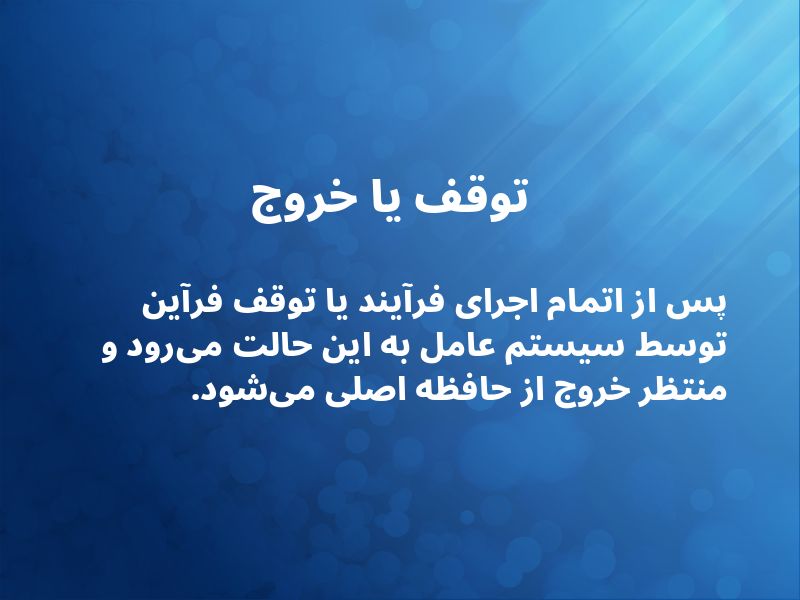 توقف یا خروج
پس از اتمام اجرای فرآیند یا توقف فرآین
توسط سیستم عامل به این حالت می‌رود و
منتظر خروج از حافظه اصلی می‌شود.